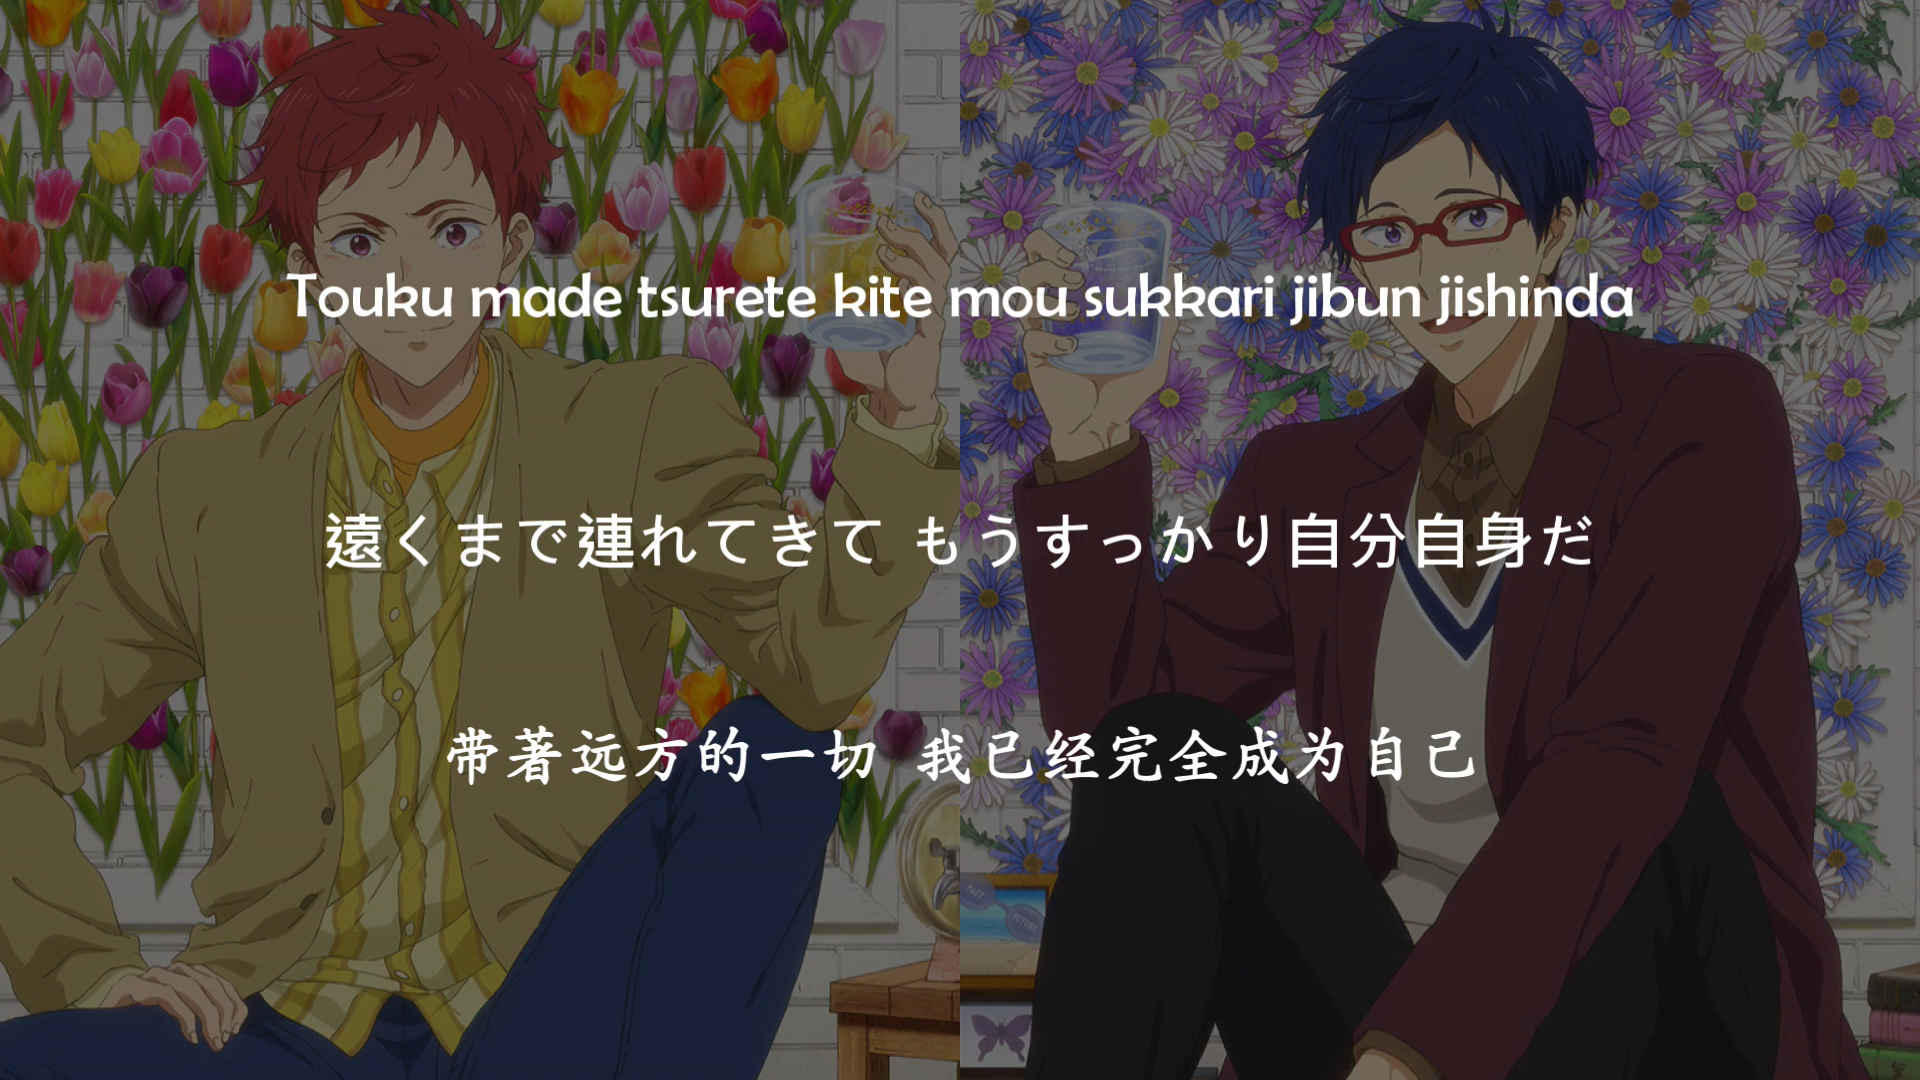 Touku made tsurete kite mou sukkari jibun jishinda
遠くまで連れてきて もうすっかり自分自身だ
带著远方的一切 我已经完全成为自己
PAST
FUTURE